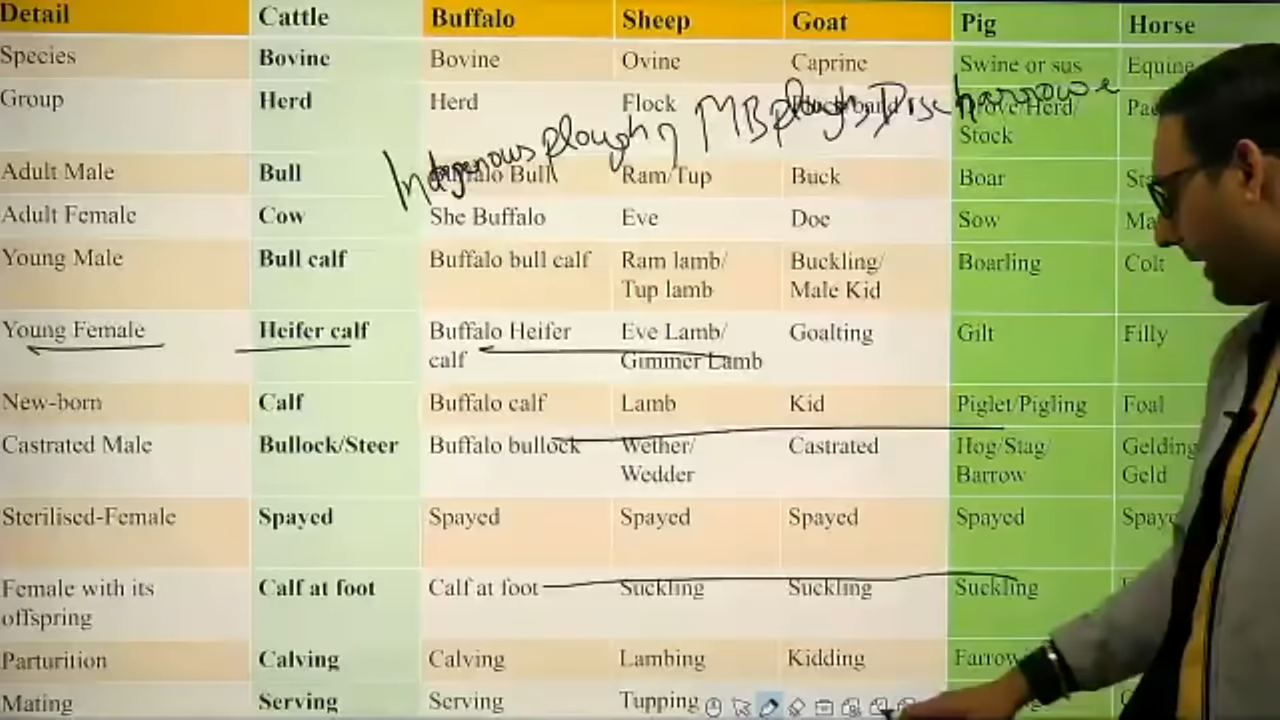 Detail Cattle Buffalo Sheep Goat Pig Horse
Species Bovine Bovine Ovine Caprine Swine or sus Equine
Group Herd Herd Flock Herd/
Stock
Indegenous plough, MB plough, Disc harrow
Adult Male Bull Bull Ram/Tup Buck Boar
Adult Female Cow She Buffalo Eve Doe Sow
Young Male Bull calf Buffalo bull calf Ram lamb/ Buckling/ Boarling Colt
Tup lamb Male Kid
Young Female Heifer calf Buffalo Heifer Eve Lamb/ Goalting Gilt Filly
calf Gimmer Lamb
New-born Calf Buffalo calf Lamb Kid Piglet/Pigling Foal
Castrated Male Bullock/Steer Buffalo bullock Wether/ Castrated Hog/Stag/ Gelding
Wedder Barrow Geld
Sterilised-Female Spayed Spayed Spayed Spayed Spayed
Female with its Calf at foot Calf at foot Suckling Suckling Suckling
offspring
Parturition Calving Calving Lambing Kidding
Mating Serving Serving Tupping